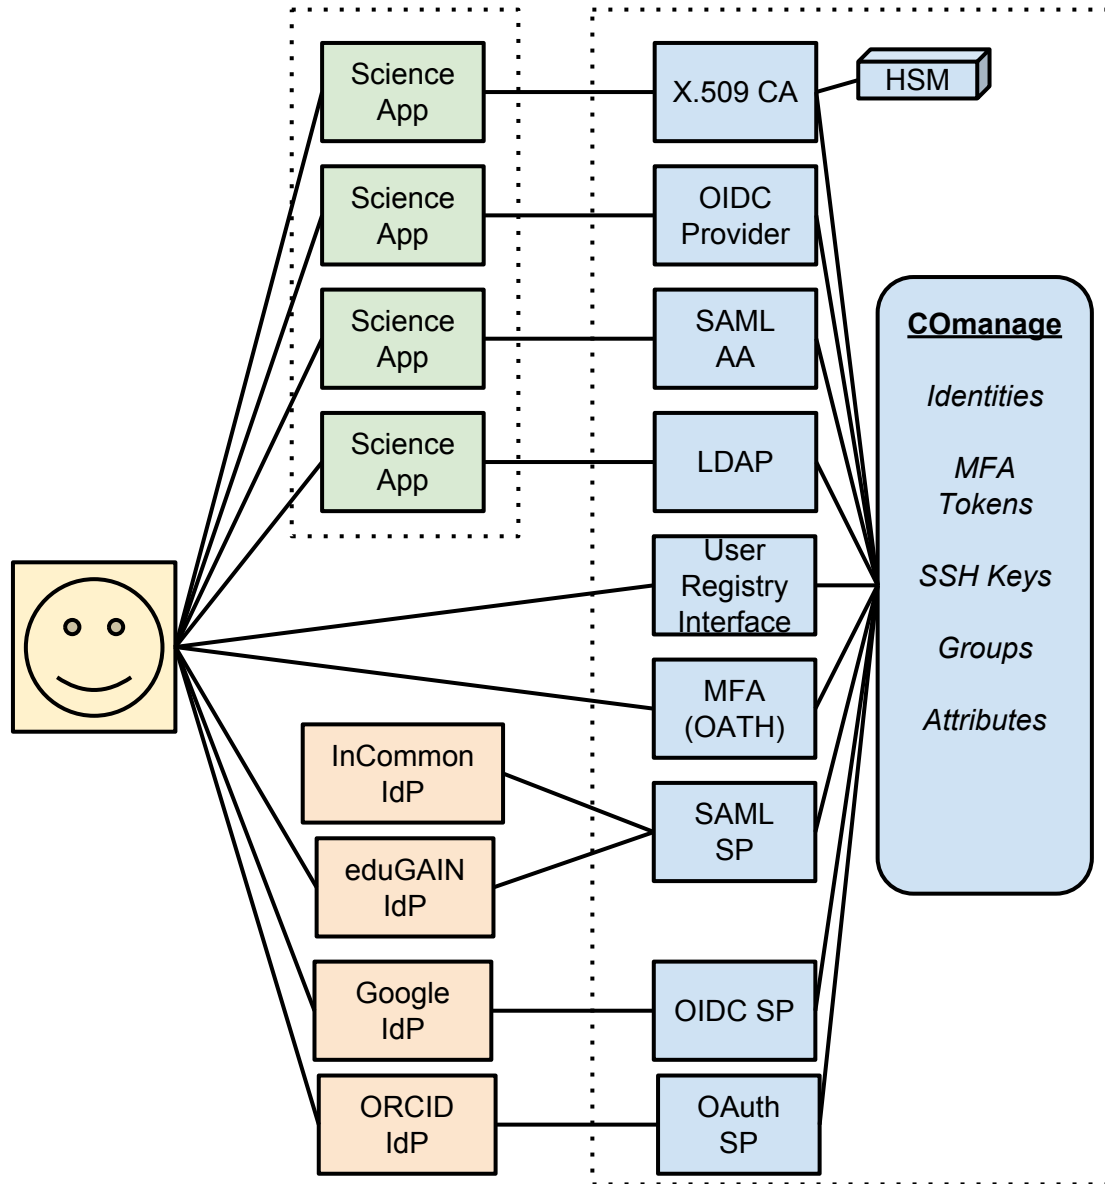 Science
App
X.509 CA
HSM
Science
App
OIDC
Provider
Science
App
SAML
AA
Science
App
LDAP
COmanage
Identities
MFA
Tokens
SSH Keys
Groups
Attributes
User
Registry
Interface
MFA
(OATH)
InCommon
IdP
SAML
SP
eduGAIN
IdP
Google
IdP
OIDC SP
ORCID
IdP
OAuth
SP